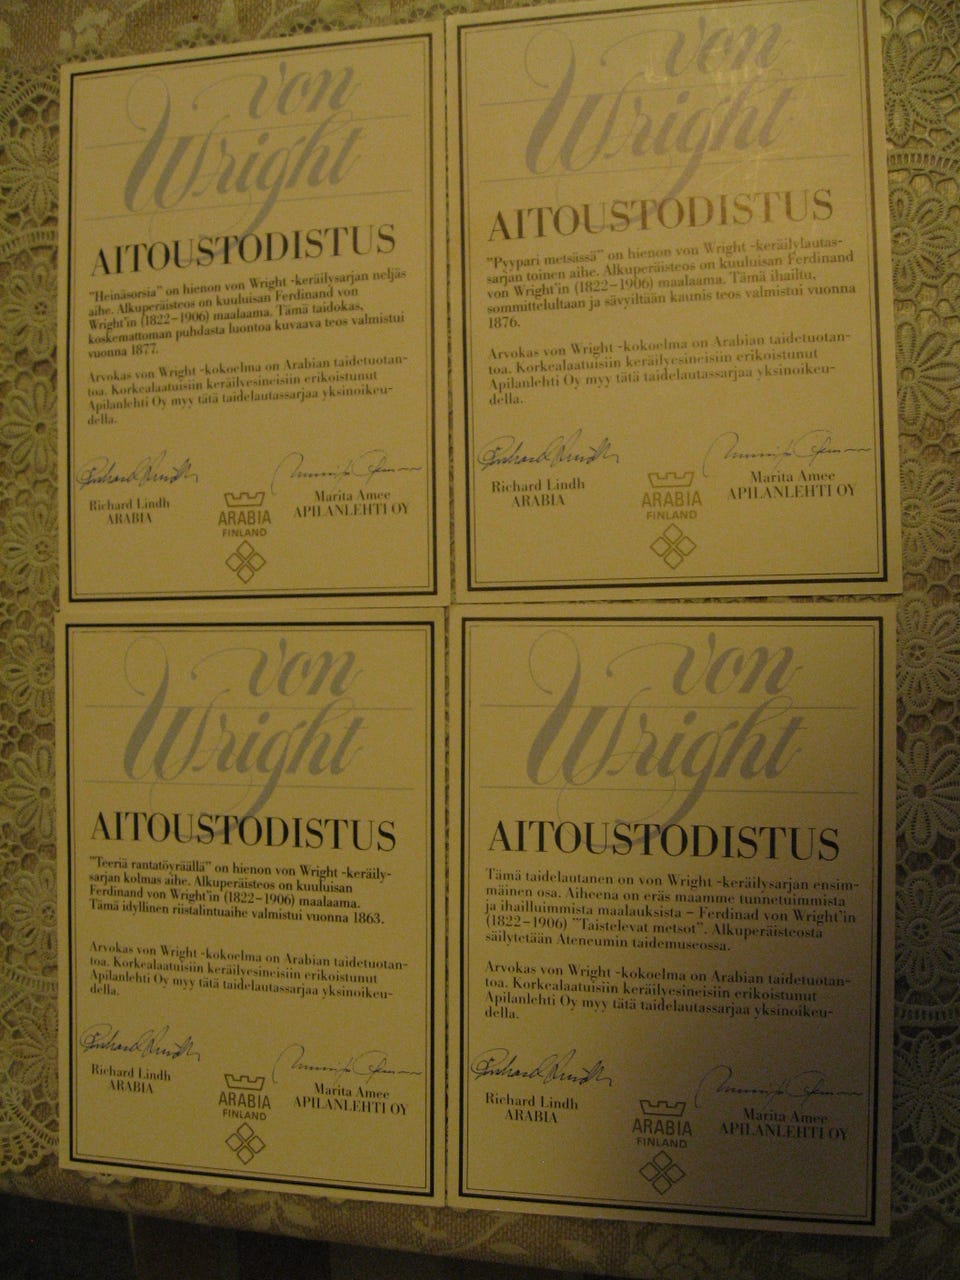 von
Wright
AITOUSTODISTUS
"Heinäsorsia" on hienon von Wright -keräilysarjan neljäs
aihe. Alkuperäisteos on kuuluisan Ferdinand von
Wright'in (1822–1906) maalaama. Tämä taidokas,
koskemattoman puhdasta luontoa kuvaava teos valmistui
vuonna 1877.
Arvokas von Wright -kokoelma on Arabian taidetuotan-
toa. Korkealaatuisiin keräilyesineisiin erikoistunut
Apilanlehti Oy myy tätä taidelautassarjaa yksinoikeu-
della.
Richard Lindh
ARABIA
ARABIA
FINLAND
Marita Amee
APILANLEHTI OY
von
Wright
AITOUSTODISTUS
"Pyypari metsässä" on hienon von Wright -keräilylautas-
sarjan toinen aihe. Alkuperäisteos on kuuluisan Ferdinand
von Wright'in (1822–1906) maalaama. Tämä ihailtu,
sommittelultaan ja sävyiltään kaunis teos valmistui vuonna
1876.
Arvokas von Wright -kokoelma on Arabian taidetuotan-
toa. Korkealaatuisiin keräilyesineisiin erikoistunut
Apilanlehti Oy myy tätä taidelautassarjaa yksinoikeu-
della.
Richard Lindh
ARABIA
ARABIA
FINLAND
Marita Amee
APILANLEHTI OY
von
Wright
AITOUSTODISTUS
"Teeriä rantatöyräällä" on hienon von Wright -keräily-
sarjan kolmas aihe. Alkuperäisteos on kuuluisan
Ferdinand von Wright'in (1822–1906) maalaama.
Tämä idyllinen riistalintuaihe valmistui vuonna 1863.
Arvokas von Wright -kokoelma on Arabian taidetuotan-
toa. Korkealaatuisiin keräilyesineisiin erikoistunut
Apilanlehti Oy myy tätä taidelautassarjaa yksinoikeu-
della.
Richard Lindh
ARABIA
ARABIA
FINLAND
Marita Amee
APILANLEHTI OY
von
Wright
AITOUSTODISTUS
Tämä taidelautanen on von Wright -keräilysarjan ensim-
mäinen osa. Aiheena on eräs maamme tunnetuimmista
ja ihailluimmista maalauksista – Ferdinad von Wright'in
(1822–1906) "Taistelevat metsot". Alkuperäisteosta
säilytetään Ateneumin taidemuseossa.
Arvokas von Wright -kokoelma on Arabian taidetuotan-
toa. Korkealaatuisiin keräilyesineisiin erikoistunut
Apilanlehti Oy myy tätä taidelautassarjaa yksinoikeu-
della.
Richard Lindh
ARABIA
ARABIA
FINLAND
Marita Amee
APILANLEHTI OY